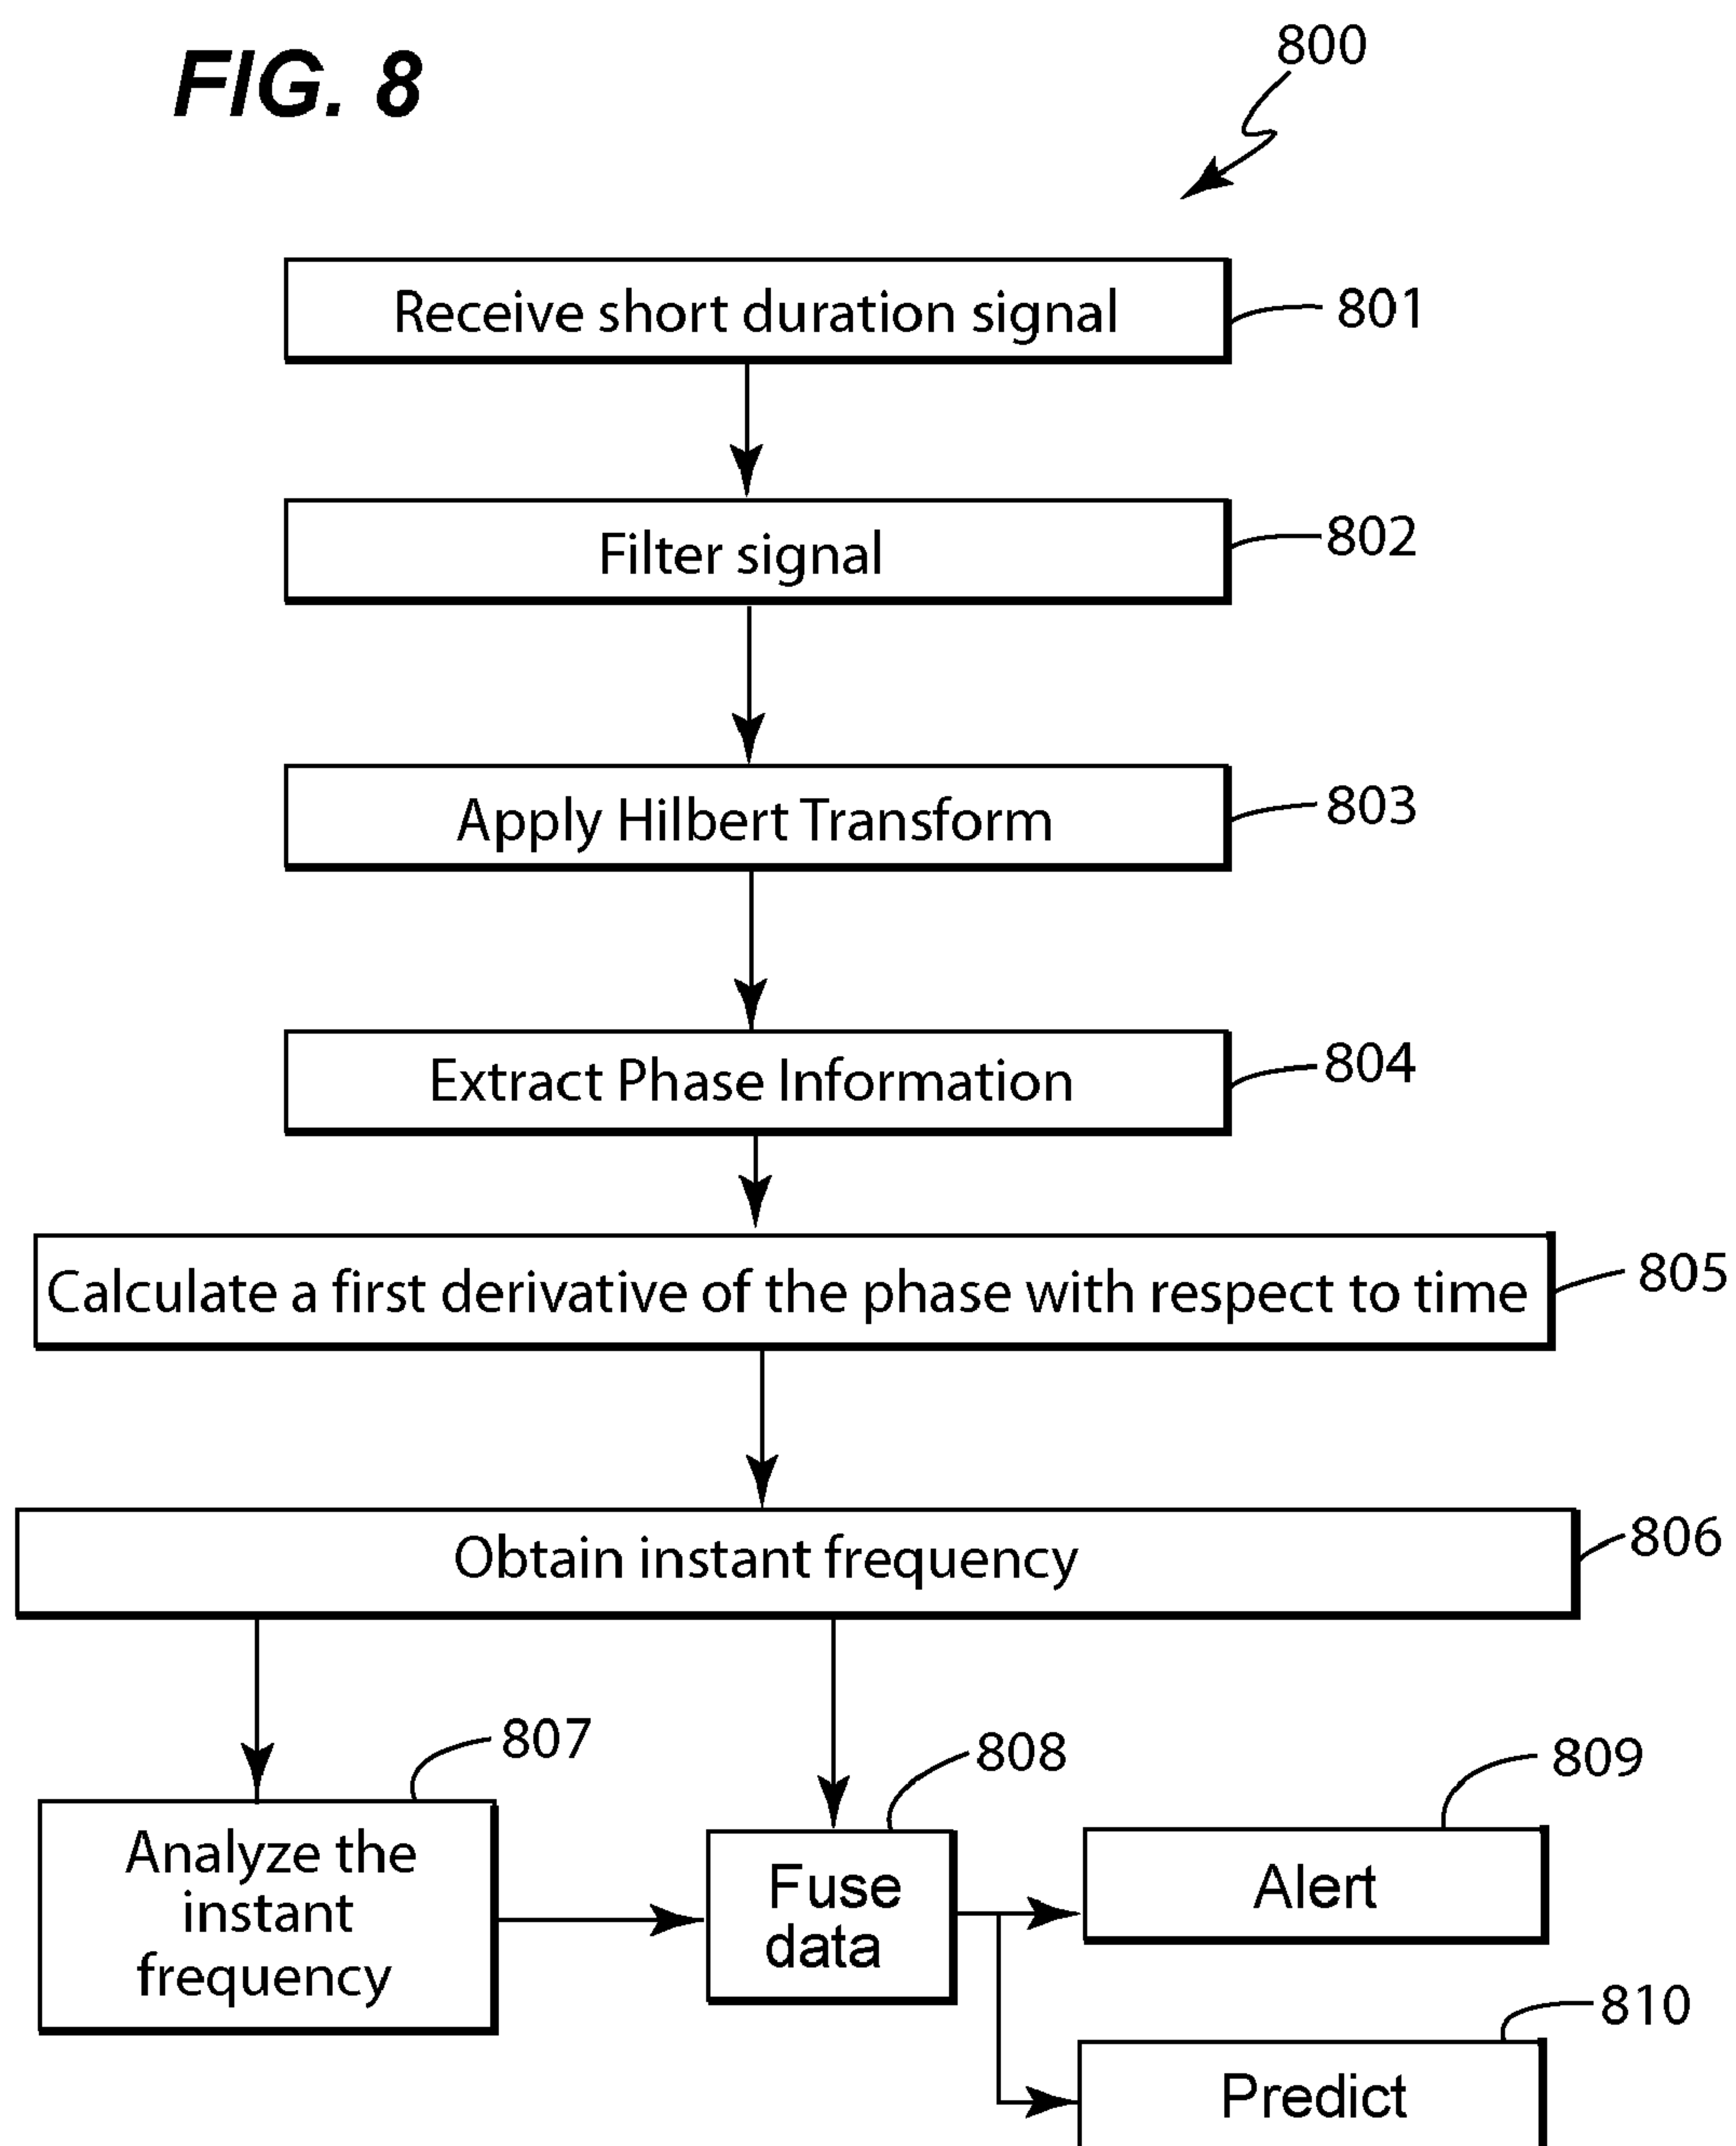 FIG. 8
800
Receive short duration signal
801
Filter signal
802
Apply Hilbert Transform
803
Extract Phase Information
804
Calculate a first derivative of the phase with respect to time
805
Obtain instant frequency
806
807
808
809
Analyze the
instant
frequency
Fuse
data
Alert
810
Predict